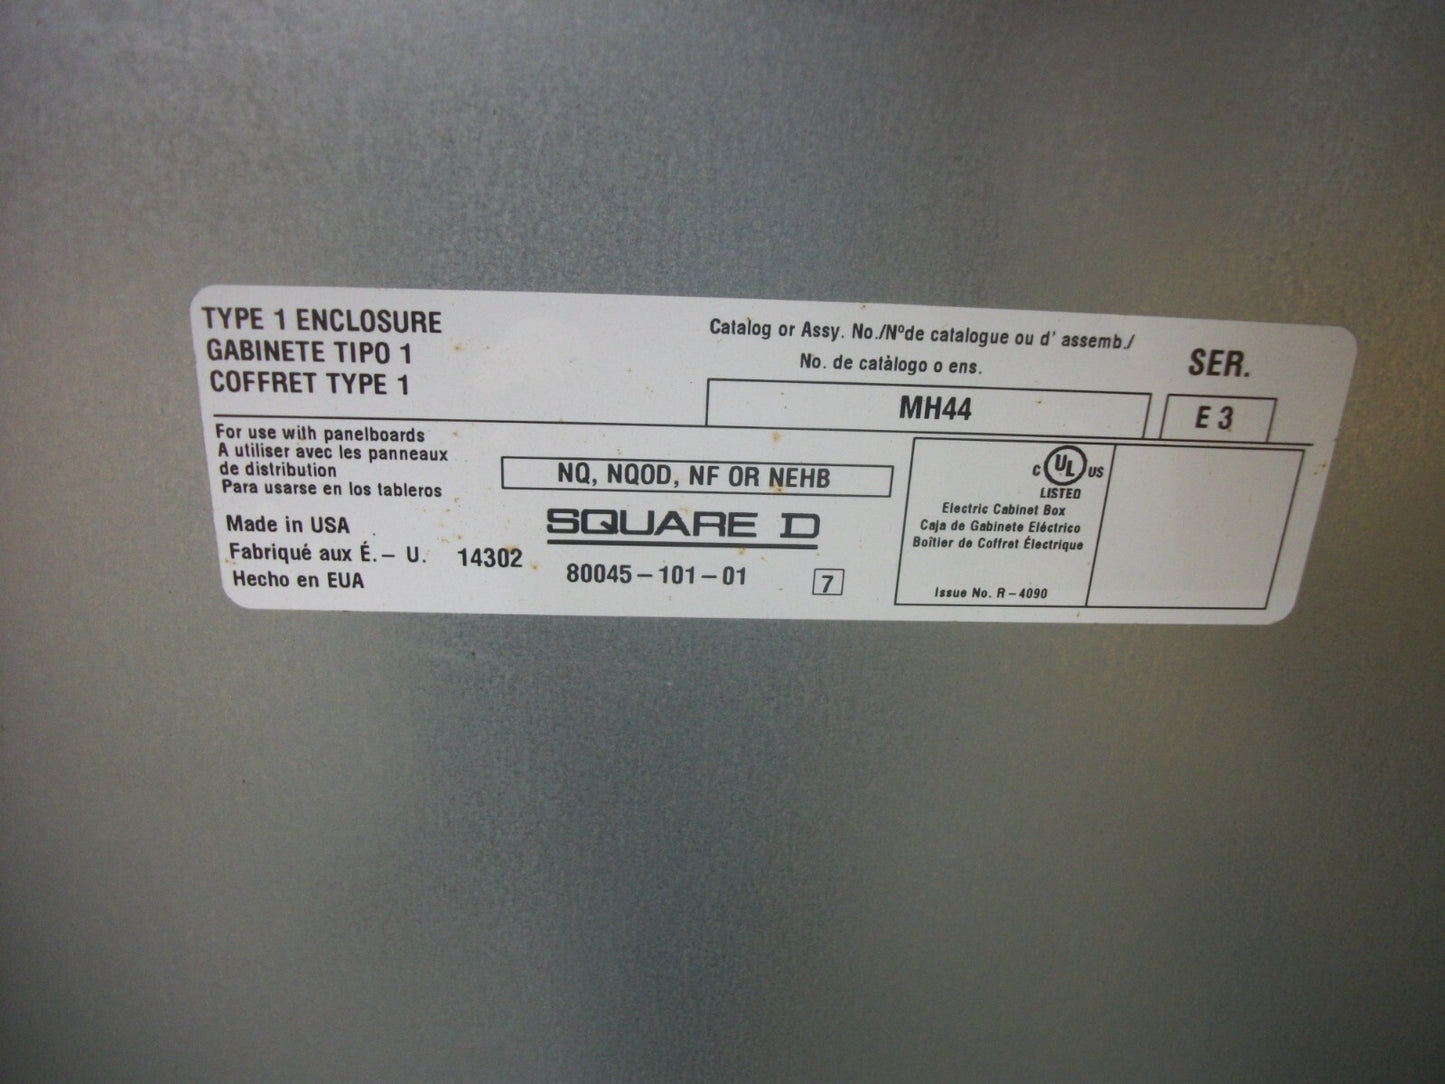 TYPE 1 ENCLOSURE
GABINETE TIPO 1
COFFRET TYPE 1
Catalog or Assy. No./Nºde catalogue ou d' assemb./
No. de catàlogo o ens.
SER.
MH44
E 3
For use with panelboards
A utiliser avec les panneaux
de distribution
Para usarse en los tableros
NQ, NQOD, NF OR NEHB
Made in USA
Fabriqué aux É.– U. 14302
Hecho en EUA
SQUARE D
80045–101–01
7
C UL US
LISTED
Electric Cabinet Box
Caja de Gabinete Eléctrico
Boîtier de Coffret Électrique
Issue No. R–4090